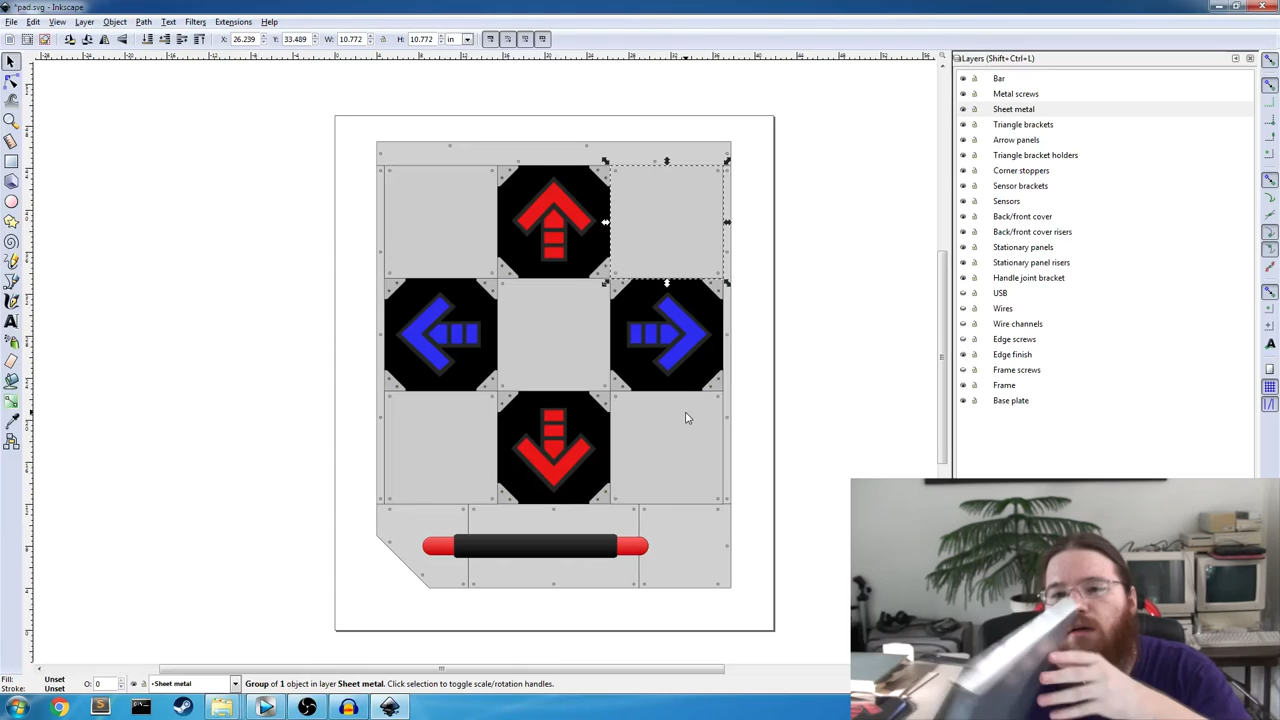 *pad.svg - Inkscape
File Edit View Layer Object Path Text Filters Extensions Help
X: 26.239 Y: 33.489 W: 10.772 H: 10.772 in
Layers (Shift+Ctrl+L)
Bar
Metal screws
Sheet metal
Triangle brackets
Arrow panels
Triangle bracket holders
Corner stoppers
Sensor brackets
Sensors
Back/front cover
Back/front cover risers
Stationary panels
Stationary panel risers
Handle joint bracket
USB
Wires
Wire channels
Edge screws
Edge finish
Frame screws
Frame
Base plate
Fill: Unset
Stroke: Unset
O: 0
Sheet metal
Group of 1 object in layer Sheet metal. Click selection to toggle scale/rotation handles.